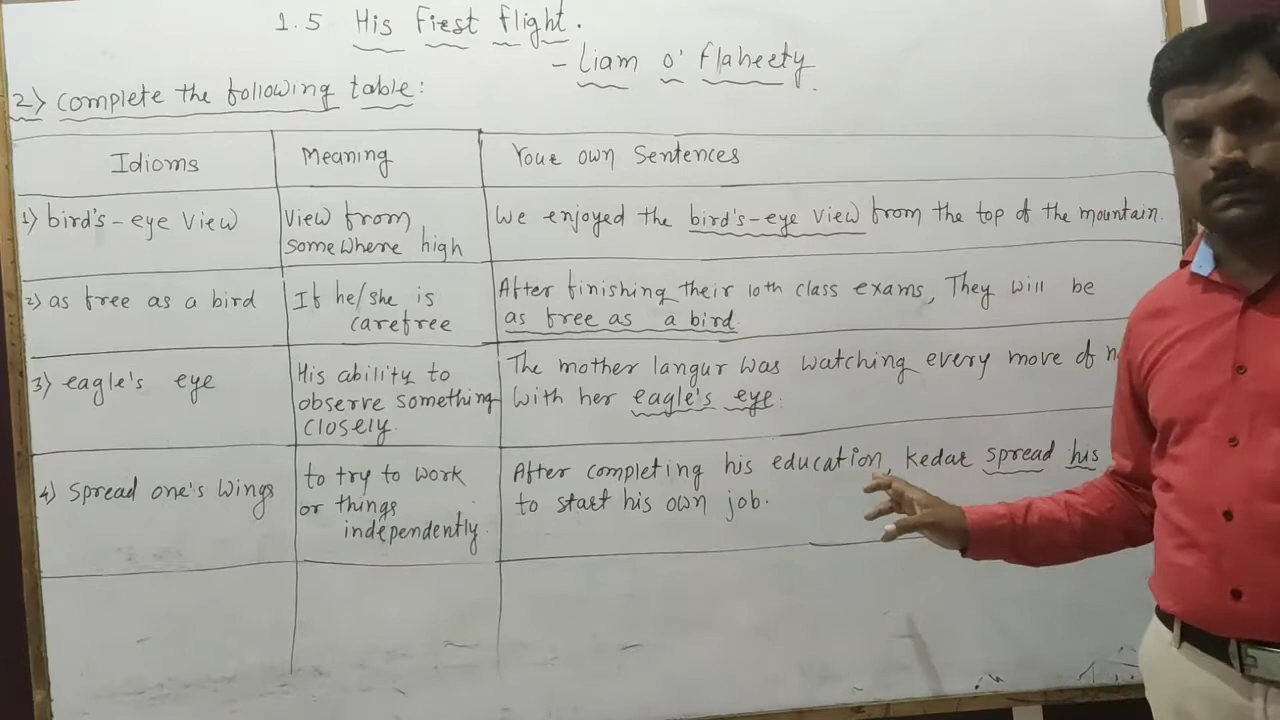 1.5 His First flight.
- Liam o' flaherty.
2) Complete the following table:
Idioms
Meaning
Your own Sentences
1) bird's-eye view
View from
somewhere high
We enjoyed the bird's-eye view from the top of the mountain.
2) as free as a bird
If he/she is
carefree
After finishing their 10th class exams, They will be
as free as a bird.
3) eagle's eye
His ability to
observe something
closely.
The mother langur was watching every move of
with her eagle's eye.
4) Spread one's wings
to try to work
or things
independently.
After completing his education, kedar spread his
to start his own job.